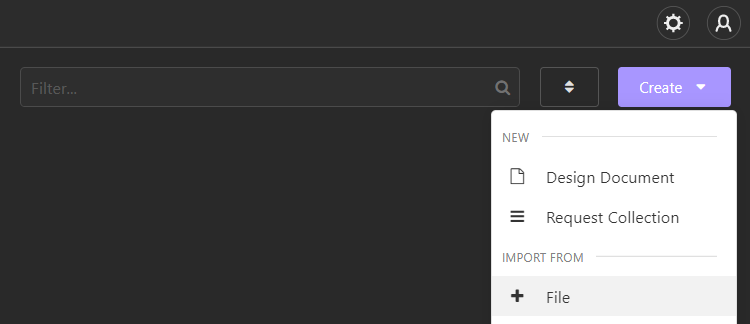 Filter...
Create
NEW
Design Document
Request Collection
IMPORT FROM
File